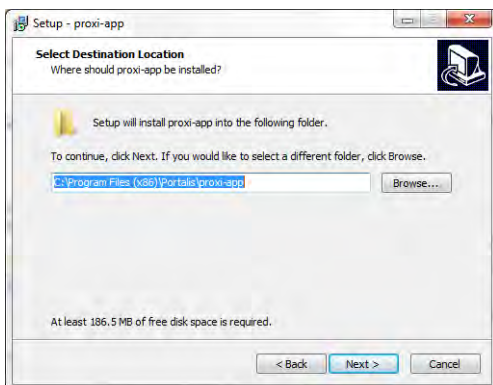 Setup - proxi-app
Select Destination Location
Where should proxi-app be installed?
Setup will install proxi-app into the following folder.
To continue, click Next. If you would like to select a different folder, click Browse.
C:\Program Files (x86)\Portalis\proxi-app
Browse...
At least 186.5 MB of free disk space is required.
< Back
Next >
Cancel